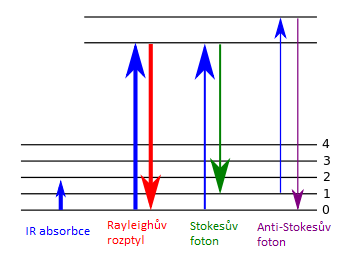 4
3
2
1
0
IR absorbce
Rayleighův
rozptyl
Stokesův
foton
Anti-Stokesův
foton